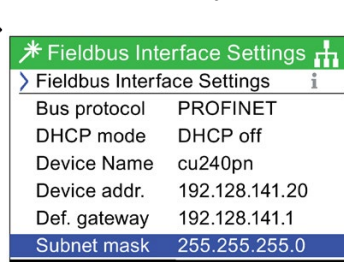 Fieldbus Interface Settings
Fieldbus Interface Settings i
Bus protocol PROFINET
DHCP mode DHCP off
Device Name cu240pn
Device addr. 192.128.141.20
Def. gateway 192.128.141.1
Subnet mask 255.255.255.0